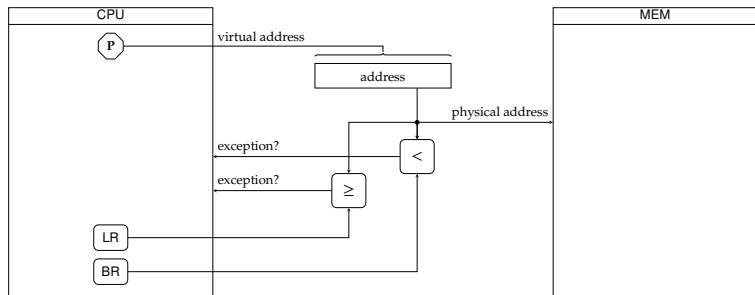 CPU
MEM
P
virtual address
address
physical address
exception?
<
exception?
≥
LR
BR